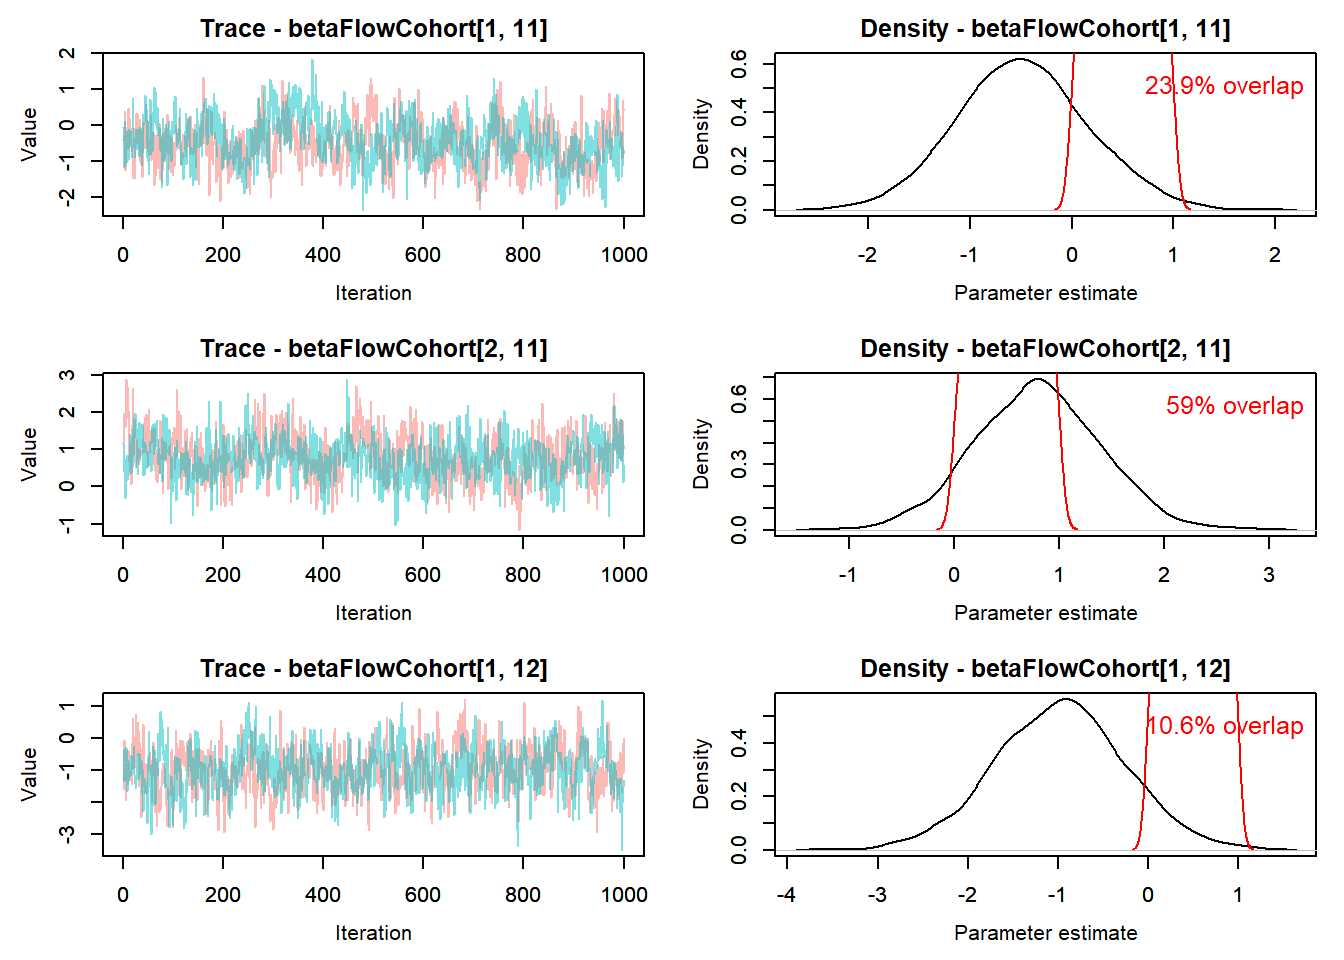 Trace - betaFlowCohort[1, 11]
Value
2
1
0
-1
-2
0 200 400 600 800 1000
Iteration
Density - betaFlowCohort[1, 11]
Density
0.6
0.4
0.2
0.0
23.9% overlap
-2 -1 0 1 2
Parameter estimate
Trace - betaFlowCohort[2, 11]
Value
3
2
1
0
-1
0 200 400 600 800 1000
Iteration
Density - betaFlowCohort[2, 11]
Density
0.6
0.3
0.0
59% overlap
-1 0 1 2 3
Parameter estimate
Trace - betaFlowCohort[1, 12]
Value
1
0
-1
-3
0 200 400 600 800 1000
Iteration
Density - betaFlowCohort[1, 12]
Density
0.4
0.2
0.0
10.6% overlap
-4 -3 -2 -1 0 1
Parameter estimate